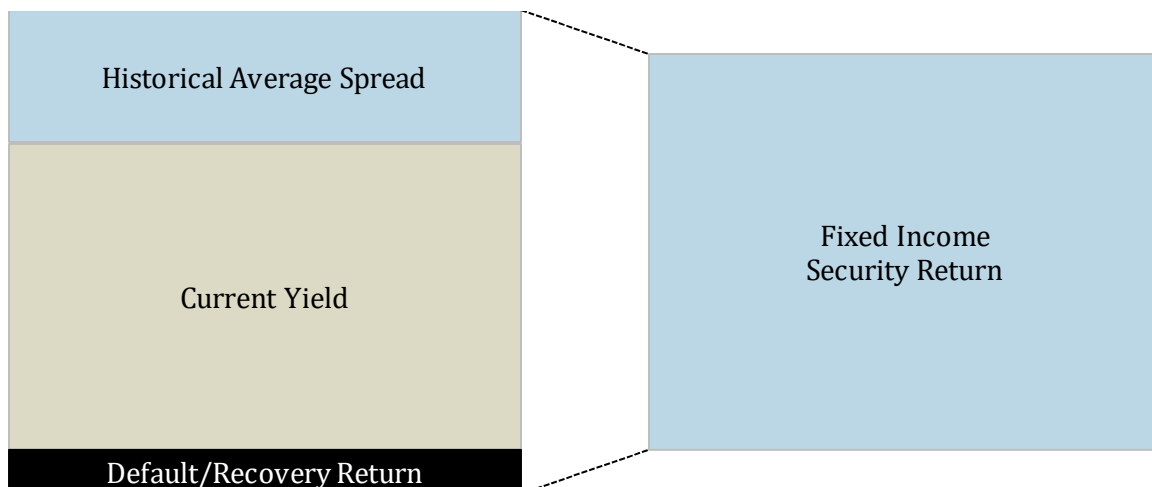 Historical Average Spread
Current Yield
Default/Recovery Return
Fixed Income
Security Return